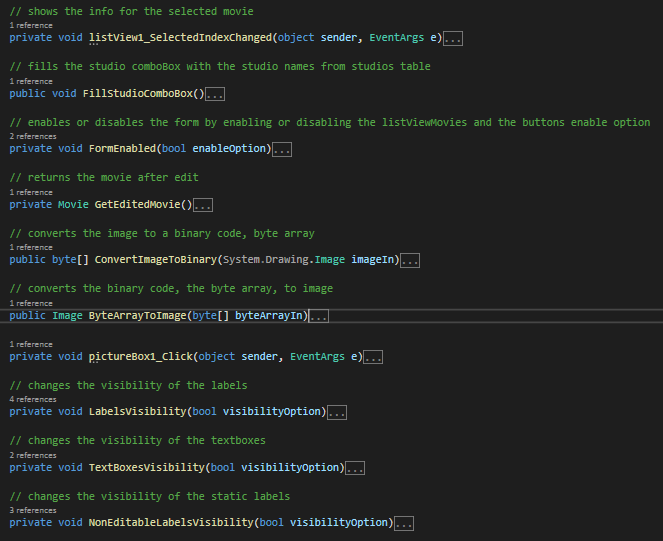 // shows the info for the selected movie
1 reference
private void listView1_SelectedIndexChanged(object sender, EventArgs e)...
// fills the studio comboBox with the studio names from studios table
1 reference
public void FillStudioComboBox()...
// enables or disables the form by enabling or disabling the listViewMovies and the buttons enable option
2 references
private void FormEnabled(bool enableOption)...
// returns the movie after edit
1 reference
private Movie GetEditedMovie()...
// converts the image to a binary code, byte array
1 reference
public byte[] ConvertImageToBinary(System.Drawing.Image imageIn)...
// converts the binary code, the byte array, to image
1 reference
public Image ByteArrayToImage(byte[] byteArrayIn)...
1 reference
private void pictureBox1_Click(object sender, EventArgs e)...
// changes the visibility of the labels
4 references
private void LabelsVisibility(bool visibilityOption)...
// changes the visibility of the textboxes
2 references
private void TextBoxesVisibility(bool visibilityOption)...
// changes the visibility of the static labels
3 references
private void NonEditableLabelsVisibility(bool visibilityOption)...